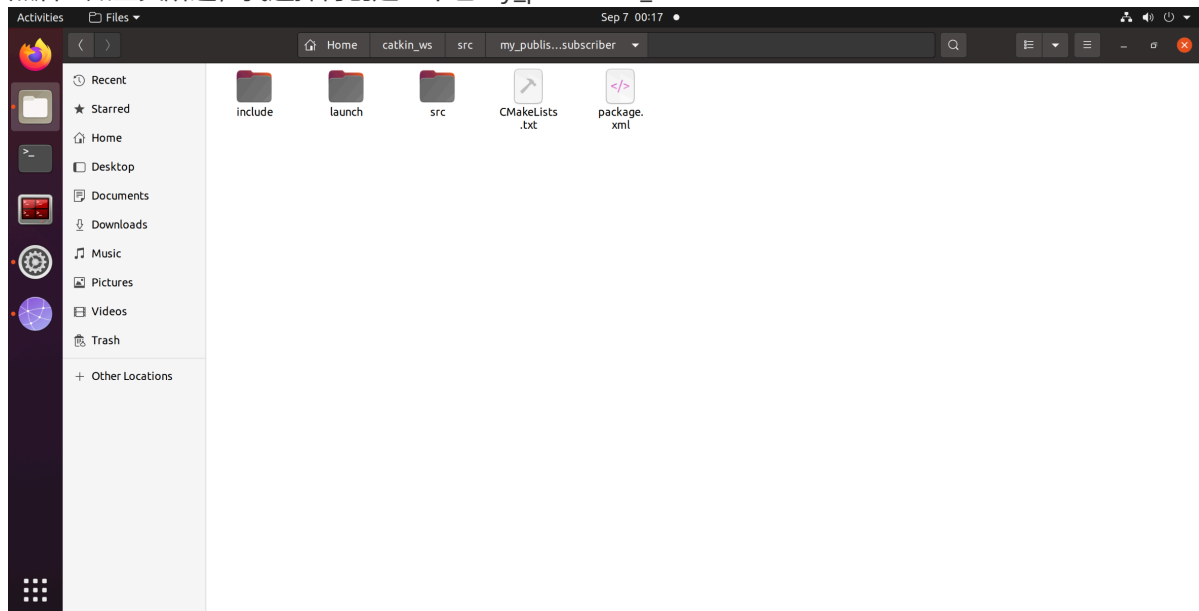 Activities Files Sep 7 00:17
Home catkin_ws src my_publis...subscriber
Recent
Starred
Home
Desktop
Documents
Downloads
Music
Pictures
Videos
Trash
Other Locations
include
launch
src
CMakeLists
.txt
package.
xml